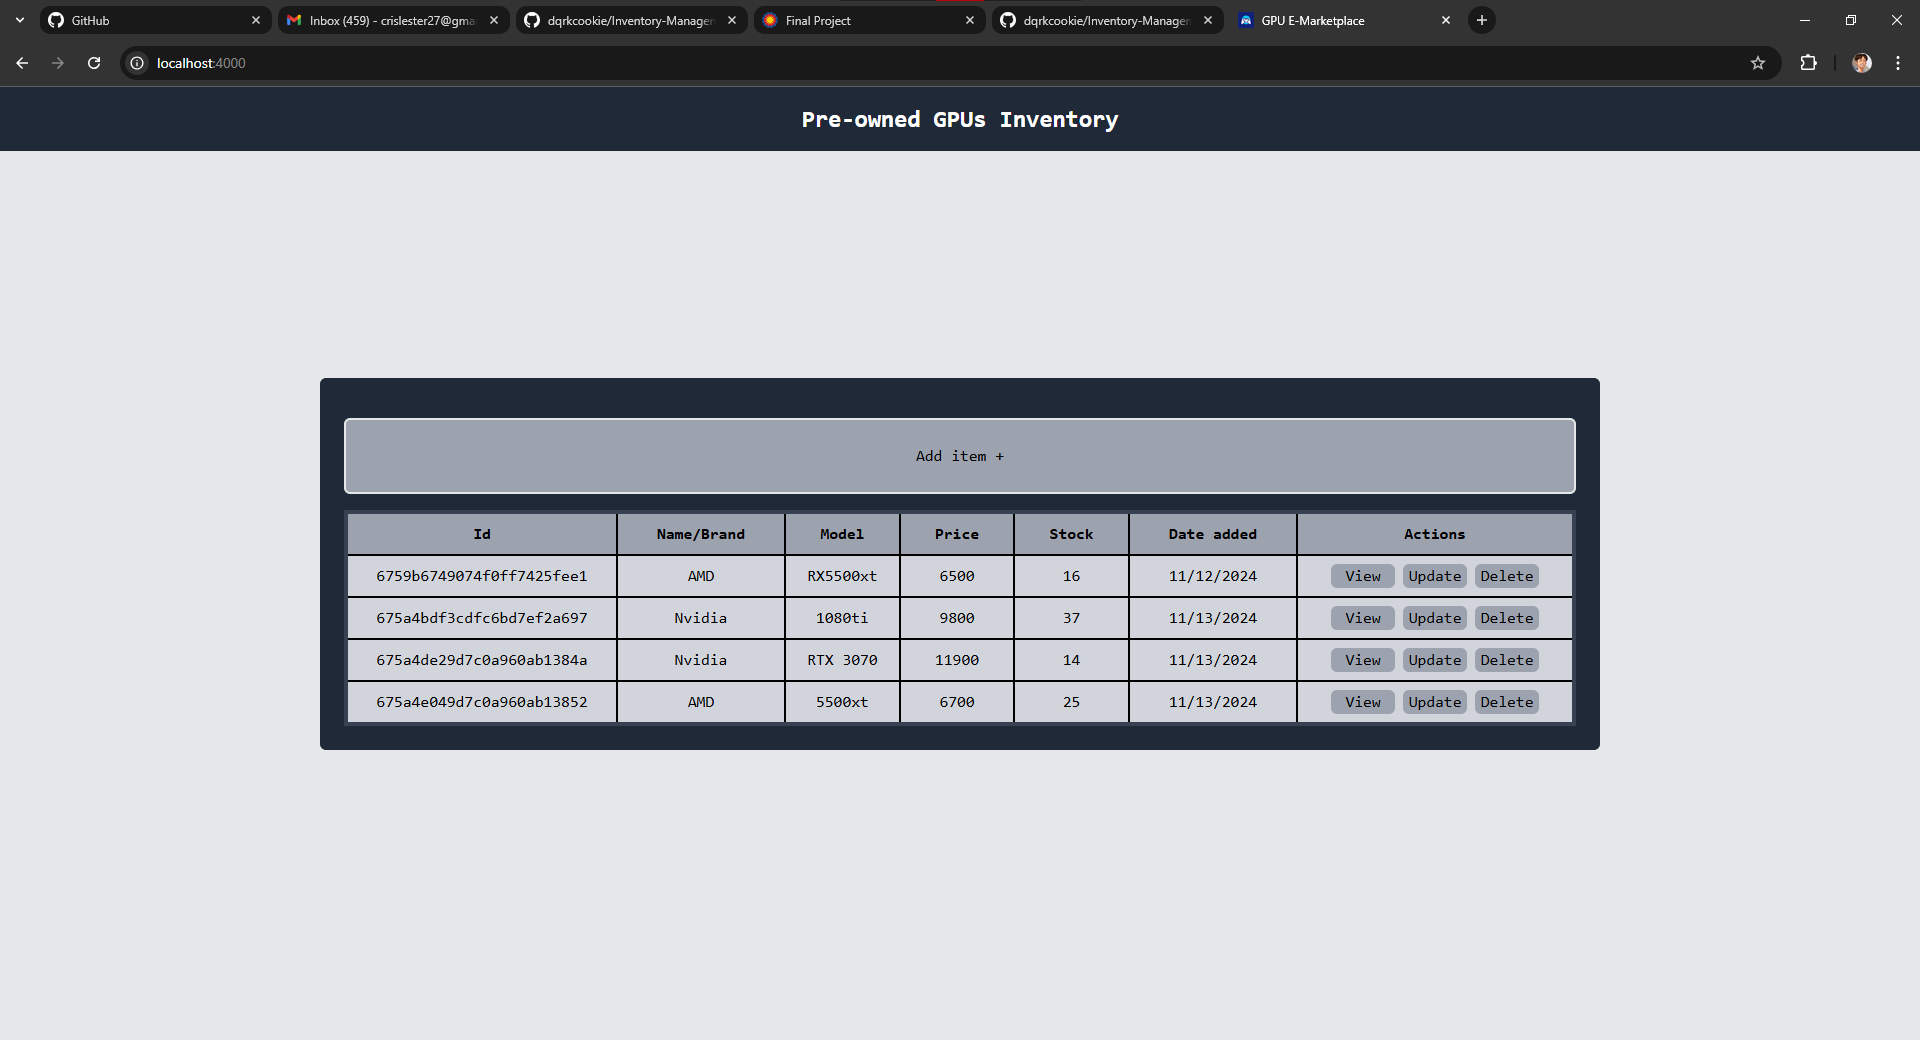 GitHub
Inbox (459) - crislester27@gma
dqrkcookie/Inventory-Managem
Final Project
dqrkcookie/Inventory-Managem
GPU E-Marketplace
localhost:4000
Pre-owned GPUs Inventory
Add item +
Id Name/Brand Model Price Stock Date added Actions
6759b6749074f0ff7425fee1 AMD RX5500xt 6500 16 11/12/2024 View Update Delete
675a4bdf3cdfc6bd7ef2a697 Nvidia 1080ti 9800 37 11/13/2024 View Update Delete
675a4de29d7c0a960ab1384a Nvidia RTX 3070 11900 14 11/13/2024 View Update Delete
675a4e049d7c0a960ab13852 AMD 5500xt 6700 25 11/13/2024 View Update Delete